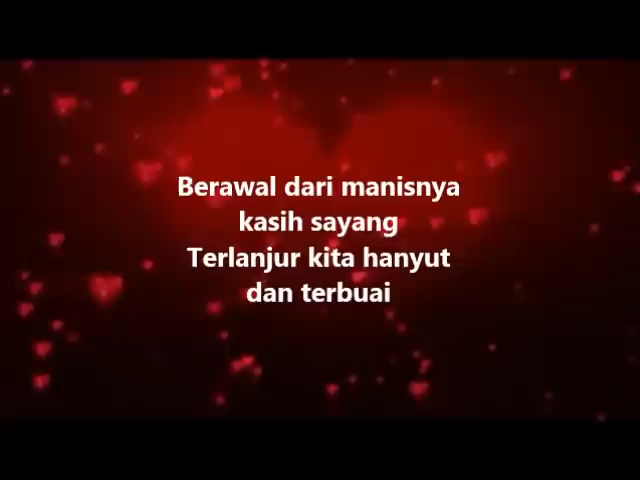 Berawal dari manisnya
kasih sayang
Terlanjur kita hanyut
dan terbuai